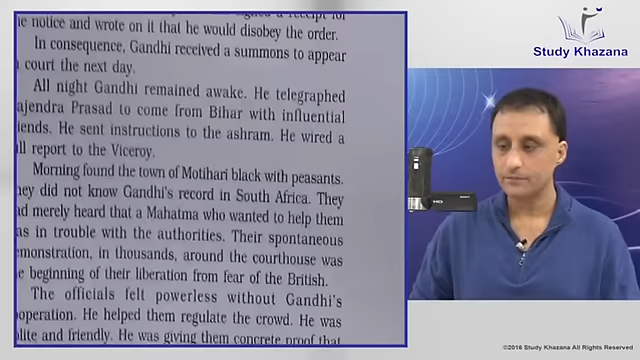 a receipt for
notice and wrote on it that he would disobey the order.
In consequence, Gandhi received a summons to appear
court the next day.
All night Gandhi remained awake. He telegraphed
ajendra Prasad to come from Bihar with influential
iends. He sent instructions to the ashram. He wired a
ll report to the Viceroy.
Morning found the town of Motihari black with peasants.
ey did not know Gandhi's record in South Africa. They
d merely heard that a Mahatma who wanted to help them
as in trouble with the authorities. Their spontaneous
emonstration, in thousands, around the courthouse was
e beginning of their liberation from fear of the British.
The officials felt powerless without Gandhi's
operation. He helped them regulate the crowd. He was
lite and friendly. He was giving them concrete proof that
Study Khazana
HD
©2016 Study Khazana All Rights Reserved